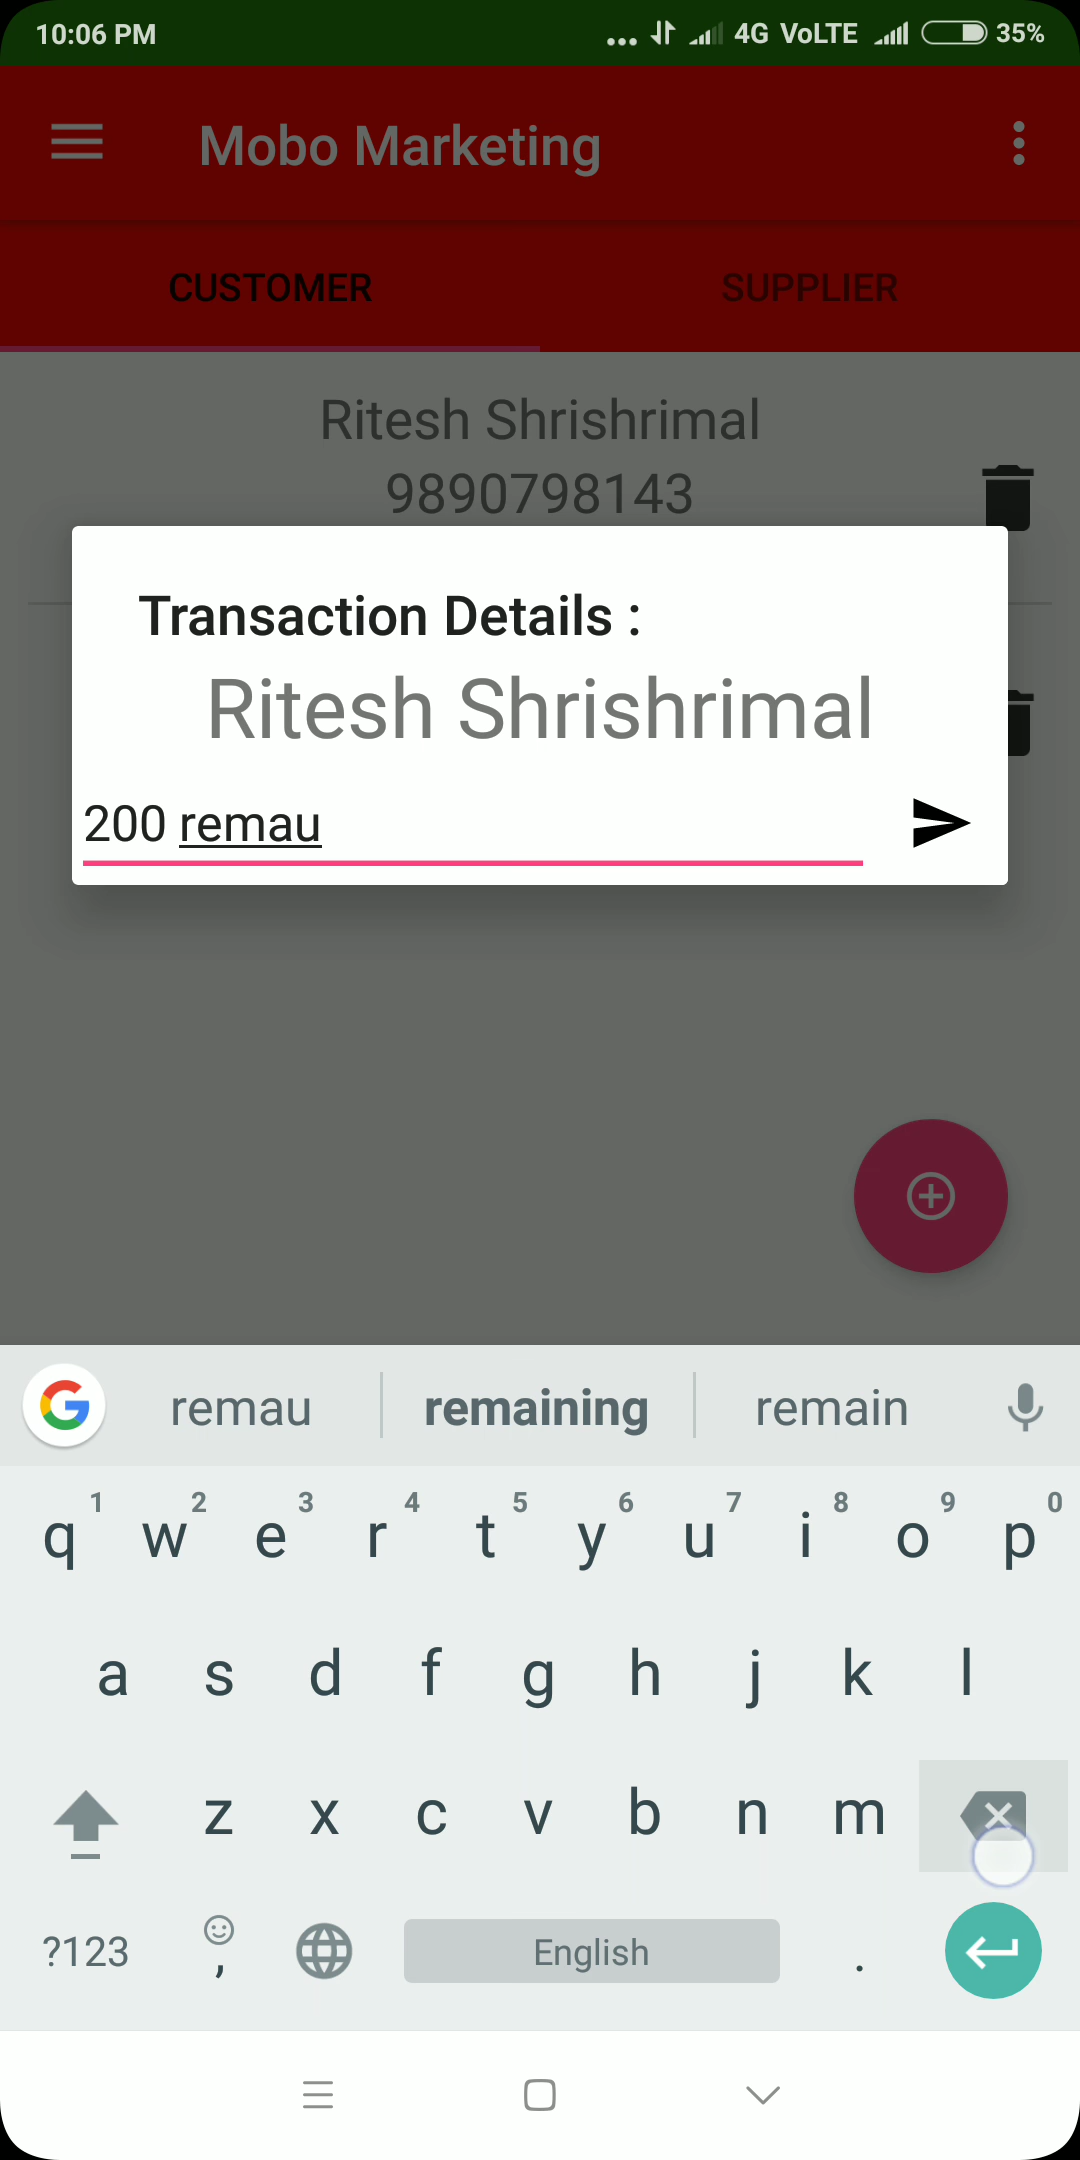 10:06 PM ... 4G VoLTE 35%
Mobo Marketing
CUSTOMER SUPPLIER
Ritesh Shrishrimal
9890798143
Transaction Details :
Ritesh Shrishrimal
200 remau
remau remaining remain
1 2 3 4 5 6 7 8 9 0
q w e r t y u i o p
a s d f g h j k l
z x c v b n m
?123 , English .